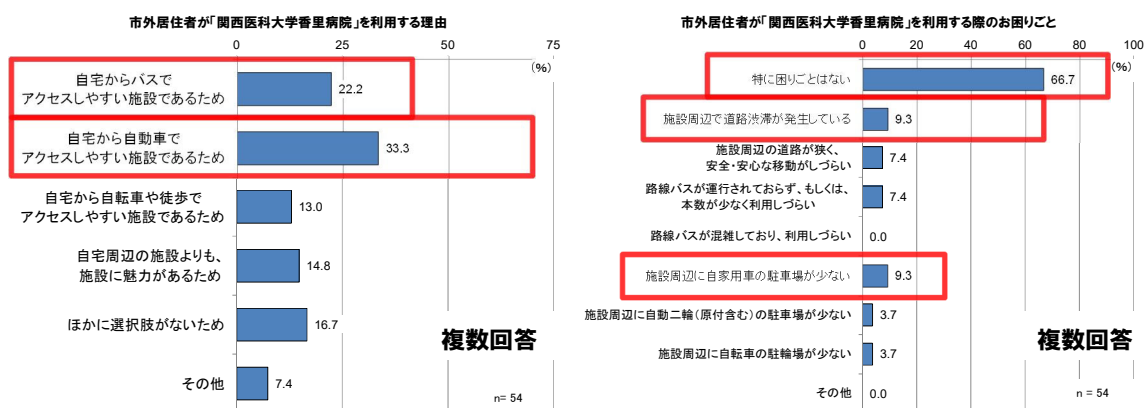 市外居住者が「関西医科大学香里病院」を利用する理由
0 25 50 75
(%)
自宅からバスで
アクセスしやすい施設であるため
22.2
自宅から自動車で
アクセスしやすい施設であるため
33.3
自宅から自転車や徒歩で
アクセスしやすい施設であるため
13.0
自宅周辺の施設よりも、
施設に魅力があるため
14.8
ほかに選択肢がないため
16.7
複数回答
その他
7.4
n= 54
市外居住者が「関西医科大学香里病院」を利用する際のお困りごと
0 20 40 60 80 100
(%)
特に困りごとはない
66.7
施設周辺で道路渋滞が発生している
9.3
施設周辺の道路が狭く、
安全・安心な移動がしづらい
7.4
路線バスが運行されておらず、もしくは、
本数が少なく利用しづらい
7.4
路線バスが混雑しており、利用しづらい
0.0
施設周辺に自家用車の駐車場が少ない
9.3
施設周辺に自動二輪(原付含む)の駐車場が少ない
3.7
施設周辺に自転車の駐輪場が少ない
3.7
複数回答
その他
0.0
n = 54